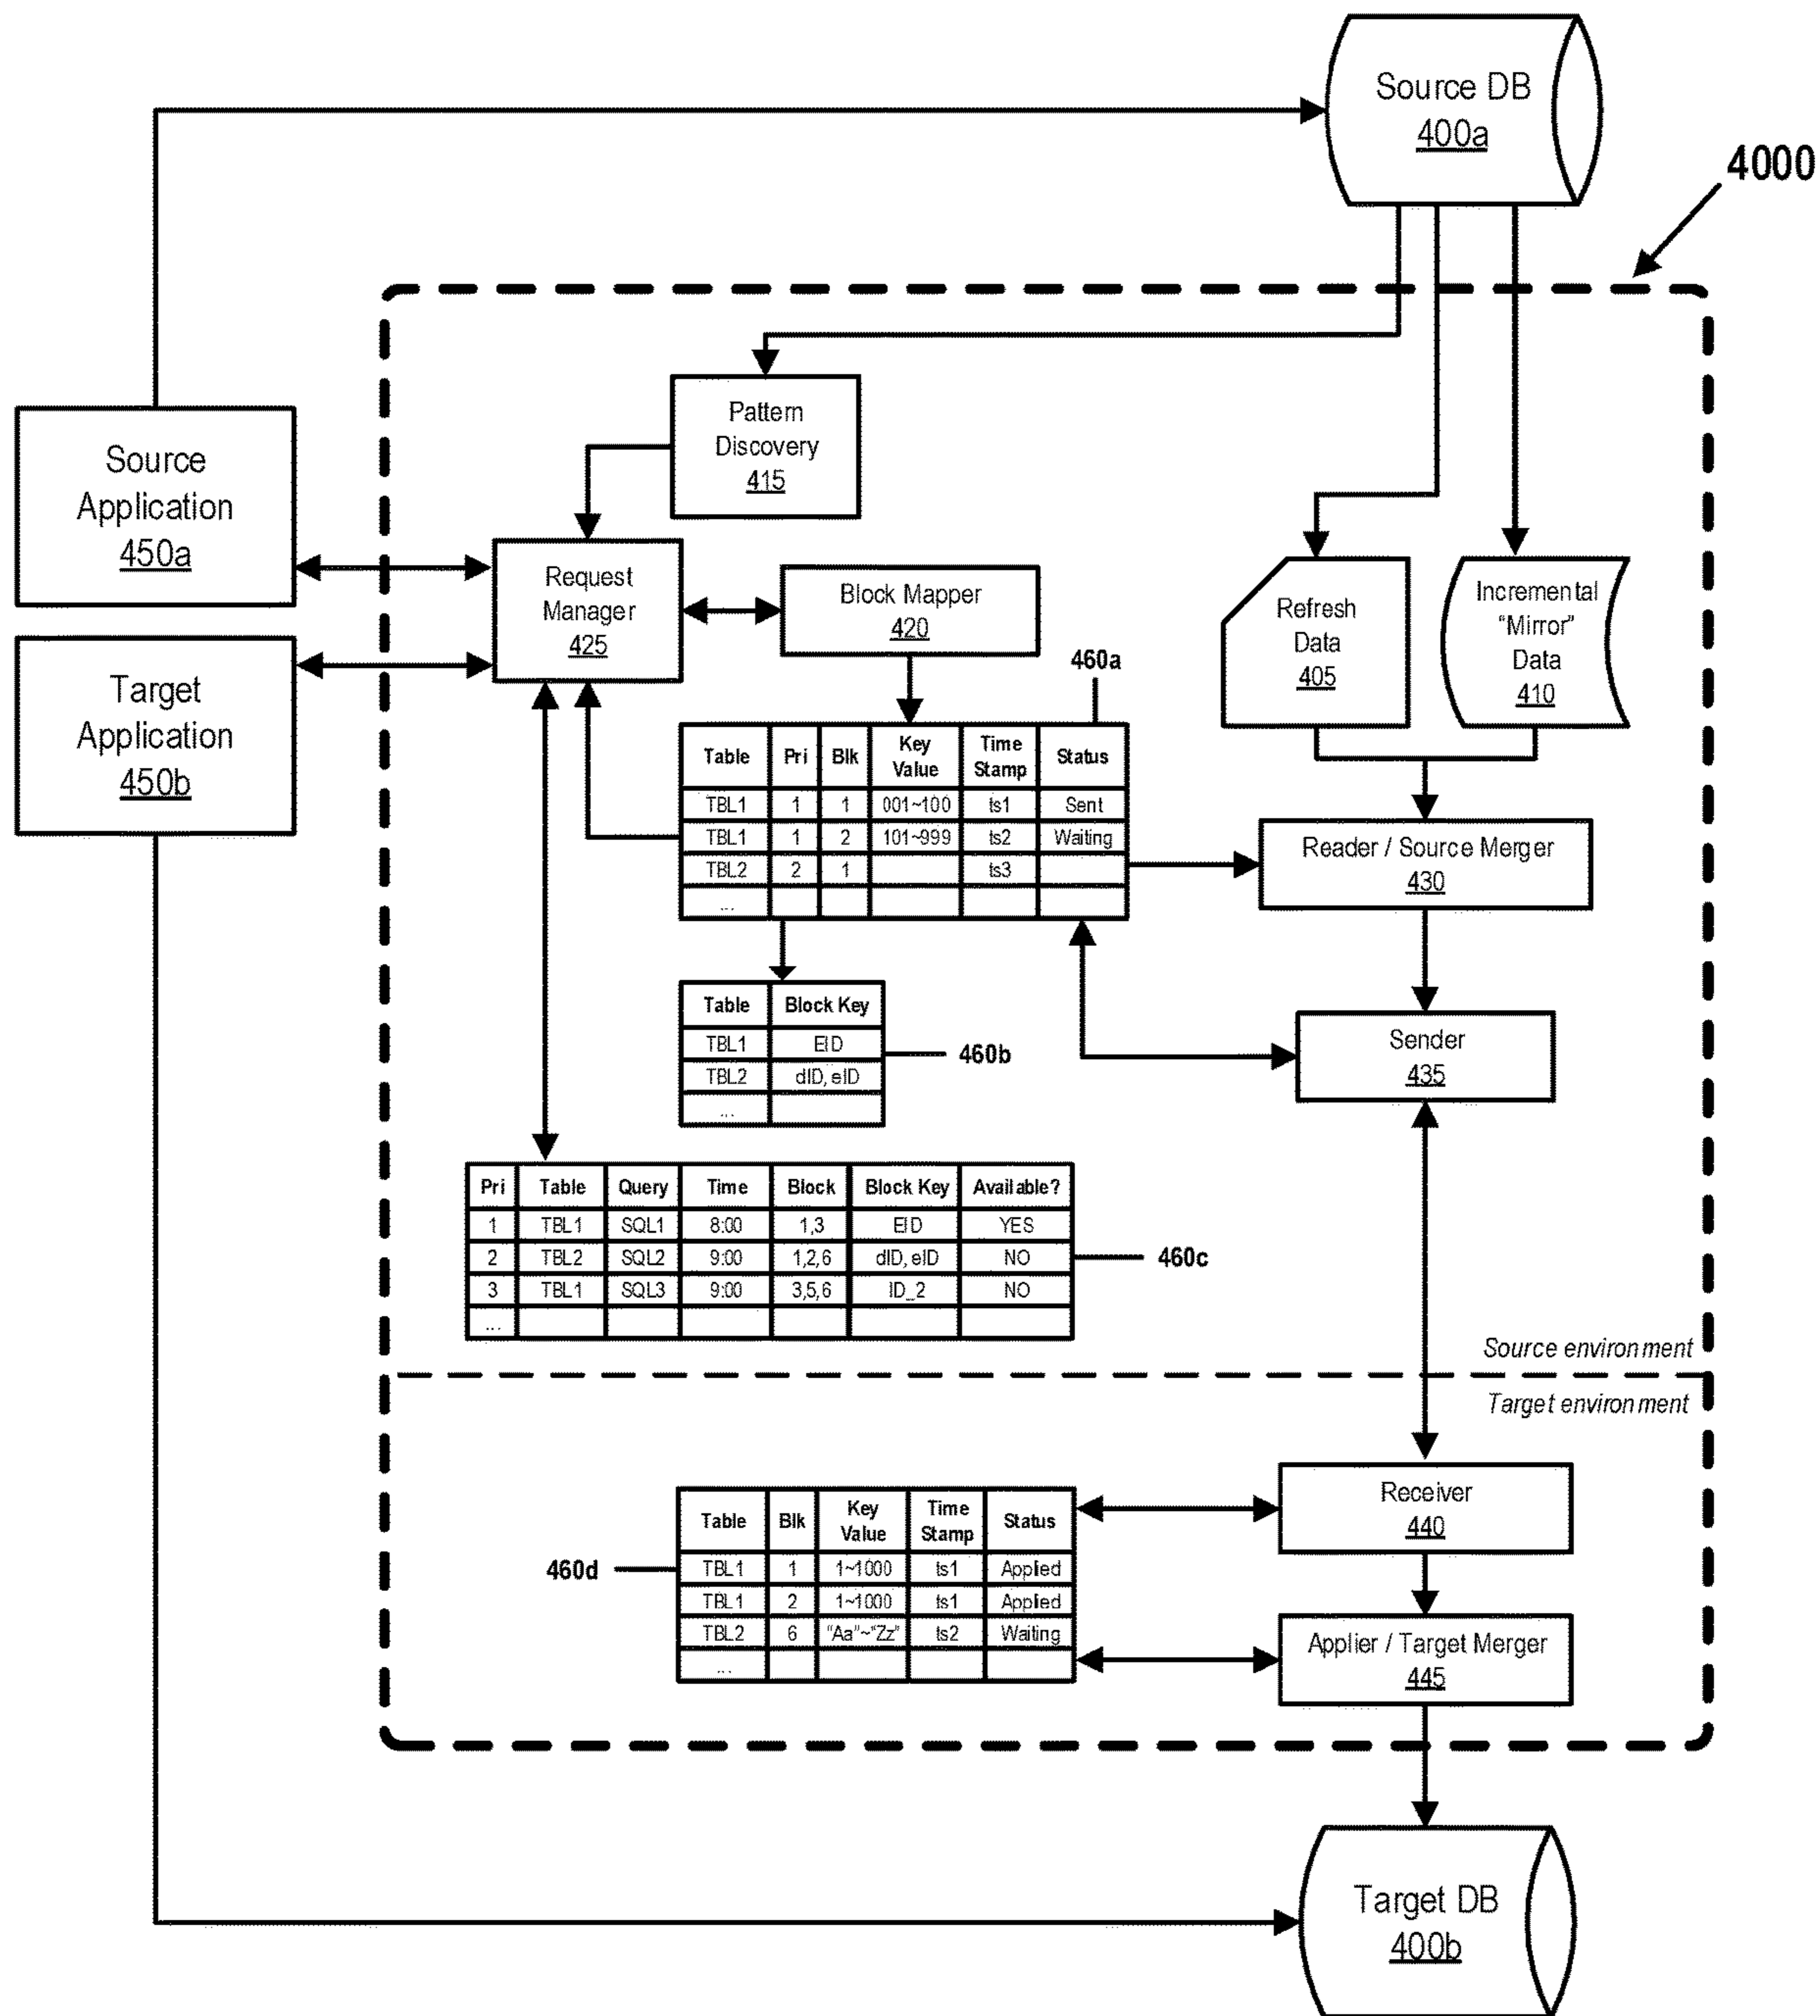 Source DB
400a
4000
Pattern
Discovery
415
Source
Application
450a
Request
Manager
425
Block Mapper
420
Refresh
Data
405
Incremental
"Mirror"
Data
410
Target
Application
450b
460a
Table Pri Blk Key Value Time Stamp Status
TBL1 1 1 001~100 ts1 Sent
TBL1 1 2 101~999 ts2 Waiting
TBL2 2 1 ts3
...
Reader / Source Merger
430
Table Block Key
TBL1 EID
TBL2 dID, eID
...
460b
Sender
435
Pri Table Query Time Block Block Key Available?
1 TBL1 SQL1 8:00 1,3 EID YES
2 TBL2 SQL2 9:00 1,2,6 dID, eID NO
3 TBL1 SQL3 9:00 3,5,6 ID_2 NO
...
460c
Source environment
Target environment
Receiver
440
460d
Table Blk Key Value Time Stamp Status
TBL1 1 1~1000 ts1 Applied
TBL1 2 1~1000 ts1 Applied
TBL2 6 "Aa"~"Zz" ts2 Waiting
...
Applier / Target Merger
445
Target DB
400b